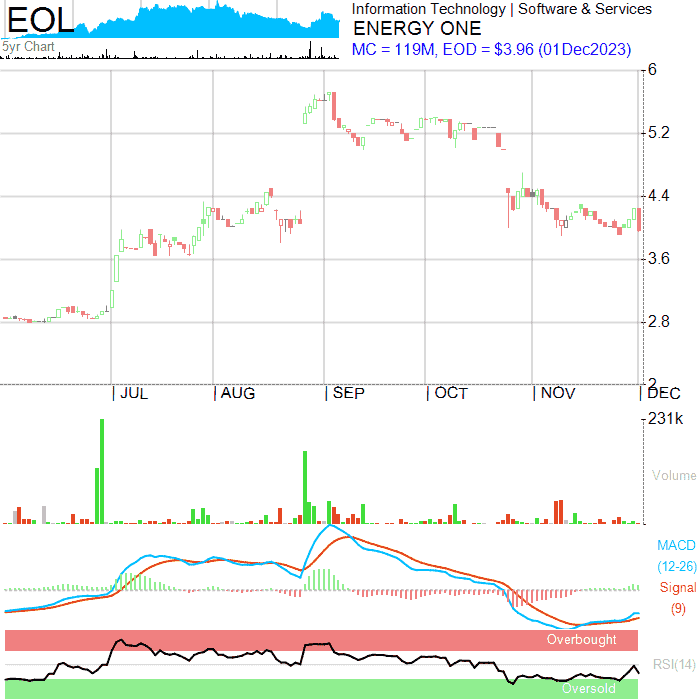 EOL
5yr Chart
Information Technology | Software & Services
ENERGY ONE
MC = 119M, EOD = $3.96 (01Dec2023)
6
5.2
4.4
3.6
2.8
2
JUL AUG SEP OCT NOV DEC
231k
Volume
MACD
(12-26)
Signal
(9)
Overbought
RSI(14)
Oversold